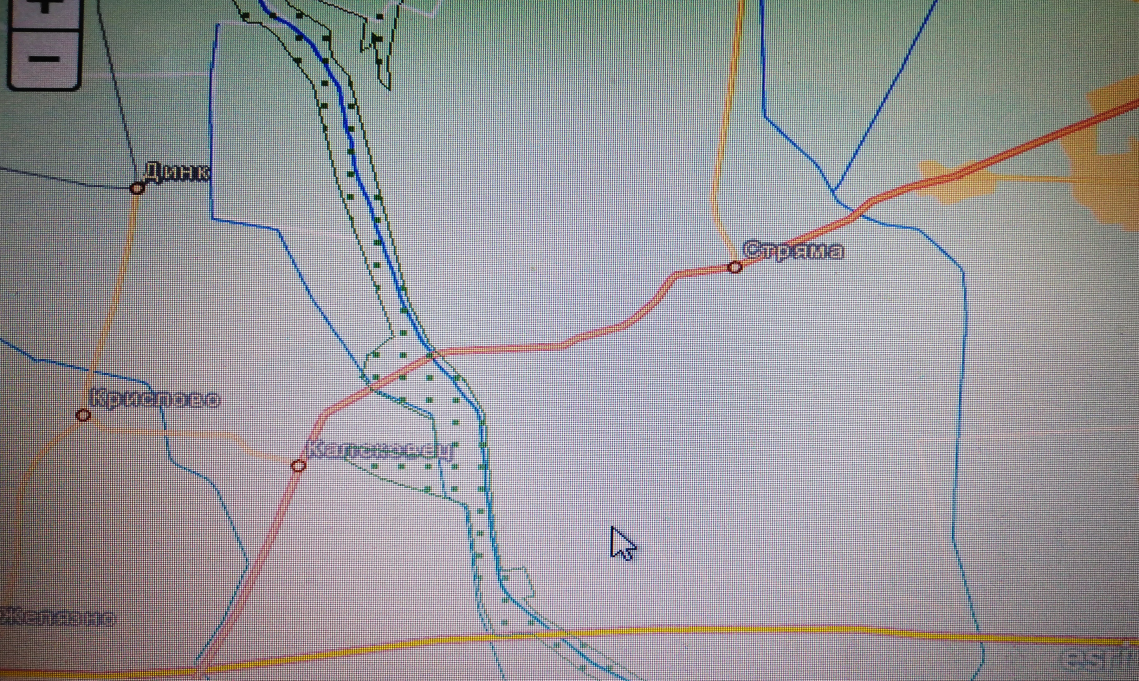 +
−
Динк
Стряма
Крислово
Калековец
Желязно
esri